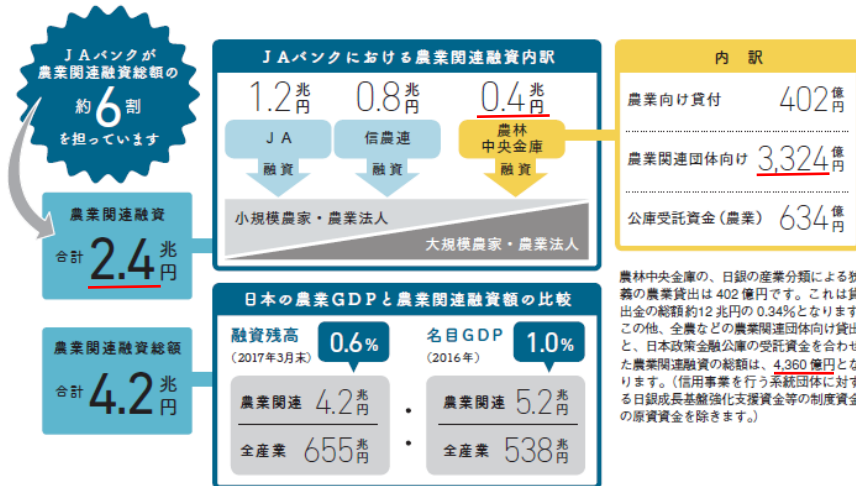 JAバンクが
農業関連融資総額の
約6割
を担っています
農業関連融資
合計 2.4兆円
農業関連融資総額
合計 4.2兆円
JAバンクにおける農業関連融資内訳
1.2兆円 0.8兆円 0.4兆円
JA 信農連 農林中央金庫
融資 融資 融資
小規模農家・農業法人
大規模農家・農業法人
内訳
農業向け貸付 402億円
農業関連団体向け 3,324億円
公庫受託資金(農業) 634億円
日本の農業GDPと農業関連融資額の比較
融資残高 0.6% 名目GDP 1.0%
(2017年3月末) (2016年)
農業関連 4.2兆円 ・ 農業関連 5.2兆円
全産業 655兆円 ・ 全産業 538兆円
農林中央金庫の、日銀の産業分類による狭
義の農業貸出は402億円です。これは貸
出金の総額約12兆円の0.34%となります
この他、全農などの農業関連団体向け貸出
と、日本政策金融公庫の受託資金を合わせ
た農業関連融資の総額は、4,360億円とな
ります。(信用事業を行う系統団体に対す
る日銀成長基盤強化支援資金等の制度資金
の原資資金を除きます。)